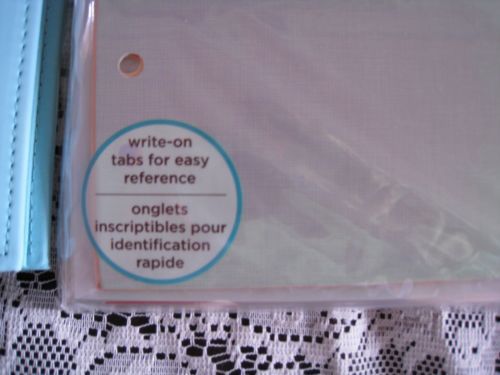 write-on
tabs for easy
reference
onglets
inscriptibles pour
identification
rapide